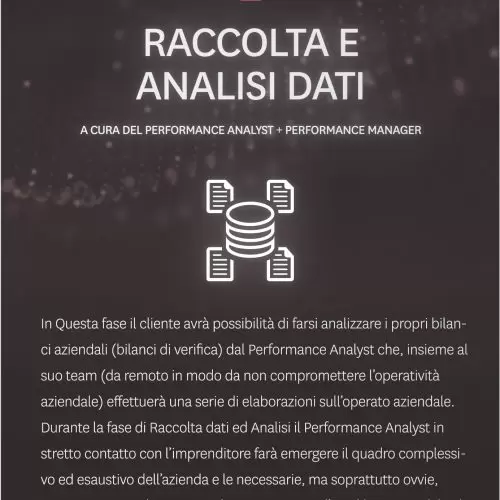 RACCOLTA E
ANALISI DATI
A CURA DEL PERFORMANCE ANALYST + PERFORMANCE MANAGER
In Questa fase il cliente avrà possibilità di farsi analizzare i propri bilan-
ci aziendali (bilanci di verifica) dal Performance Analyst che, insieme al
suo team (da remoto in modo da non compromettere l'operatività
aziendale) effettuerà una serie di elaborazioni sull'operato aziendale.
Durante la fase di Raccolta dati ed Analisi il Performance Analyst in
stretto contatto con l'imprenditore farà emergere il quadro complessi-
vo ed esaustivo dell'azienda e le necessarie, ma soprattutto ovvie,